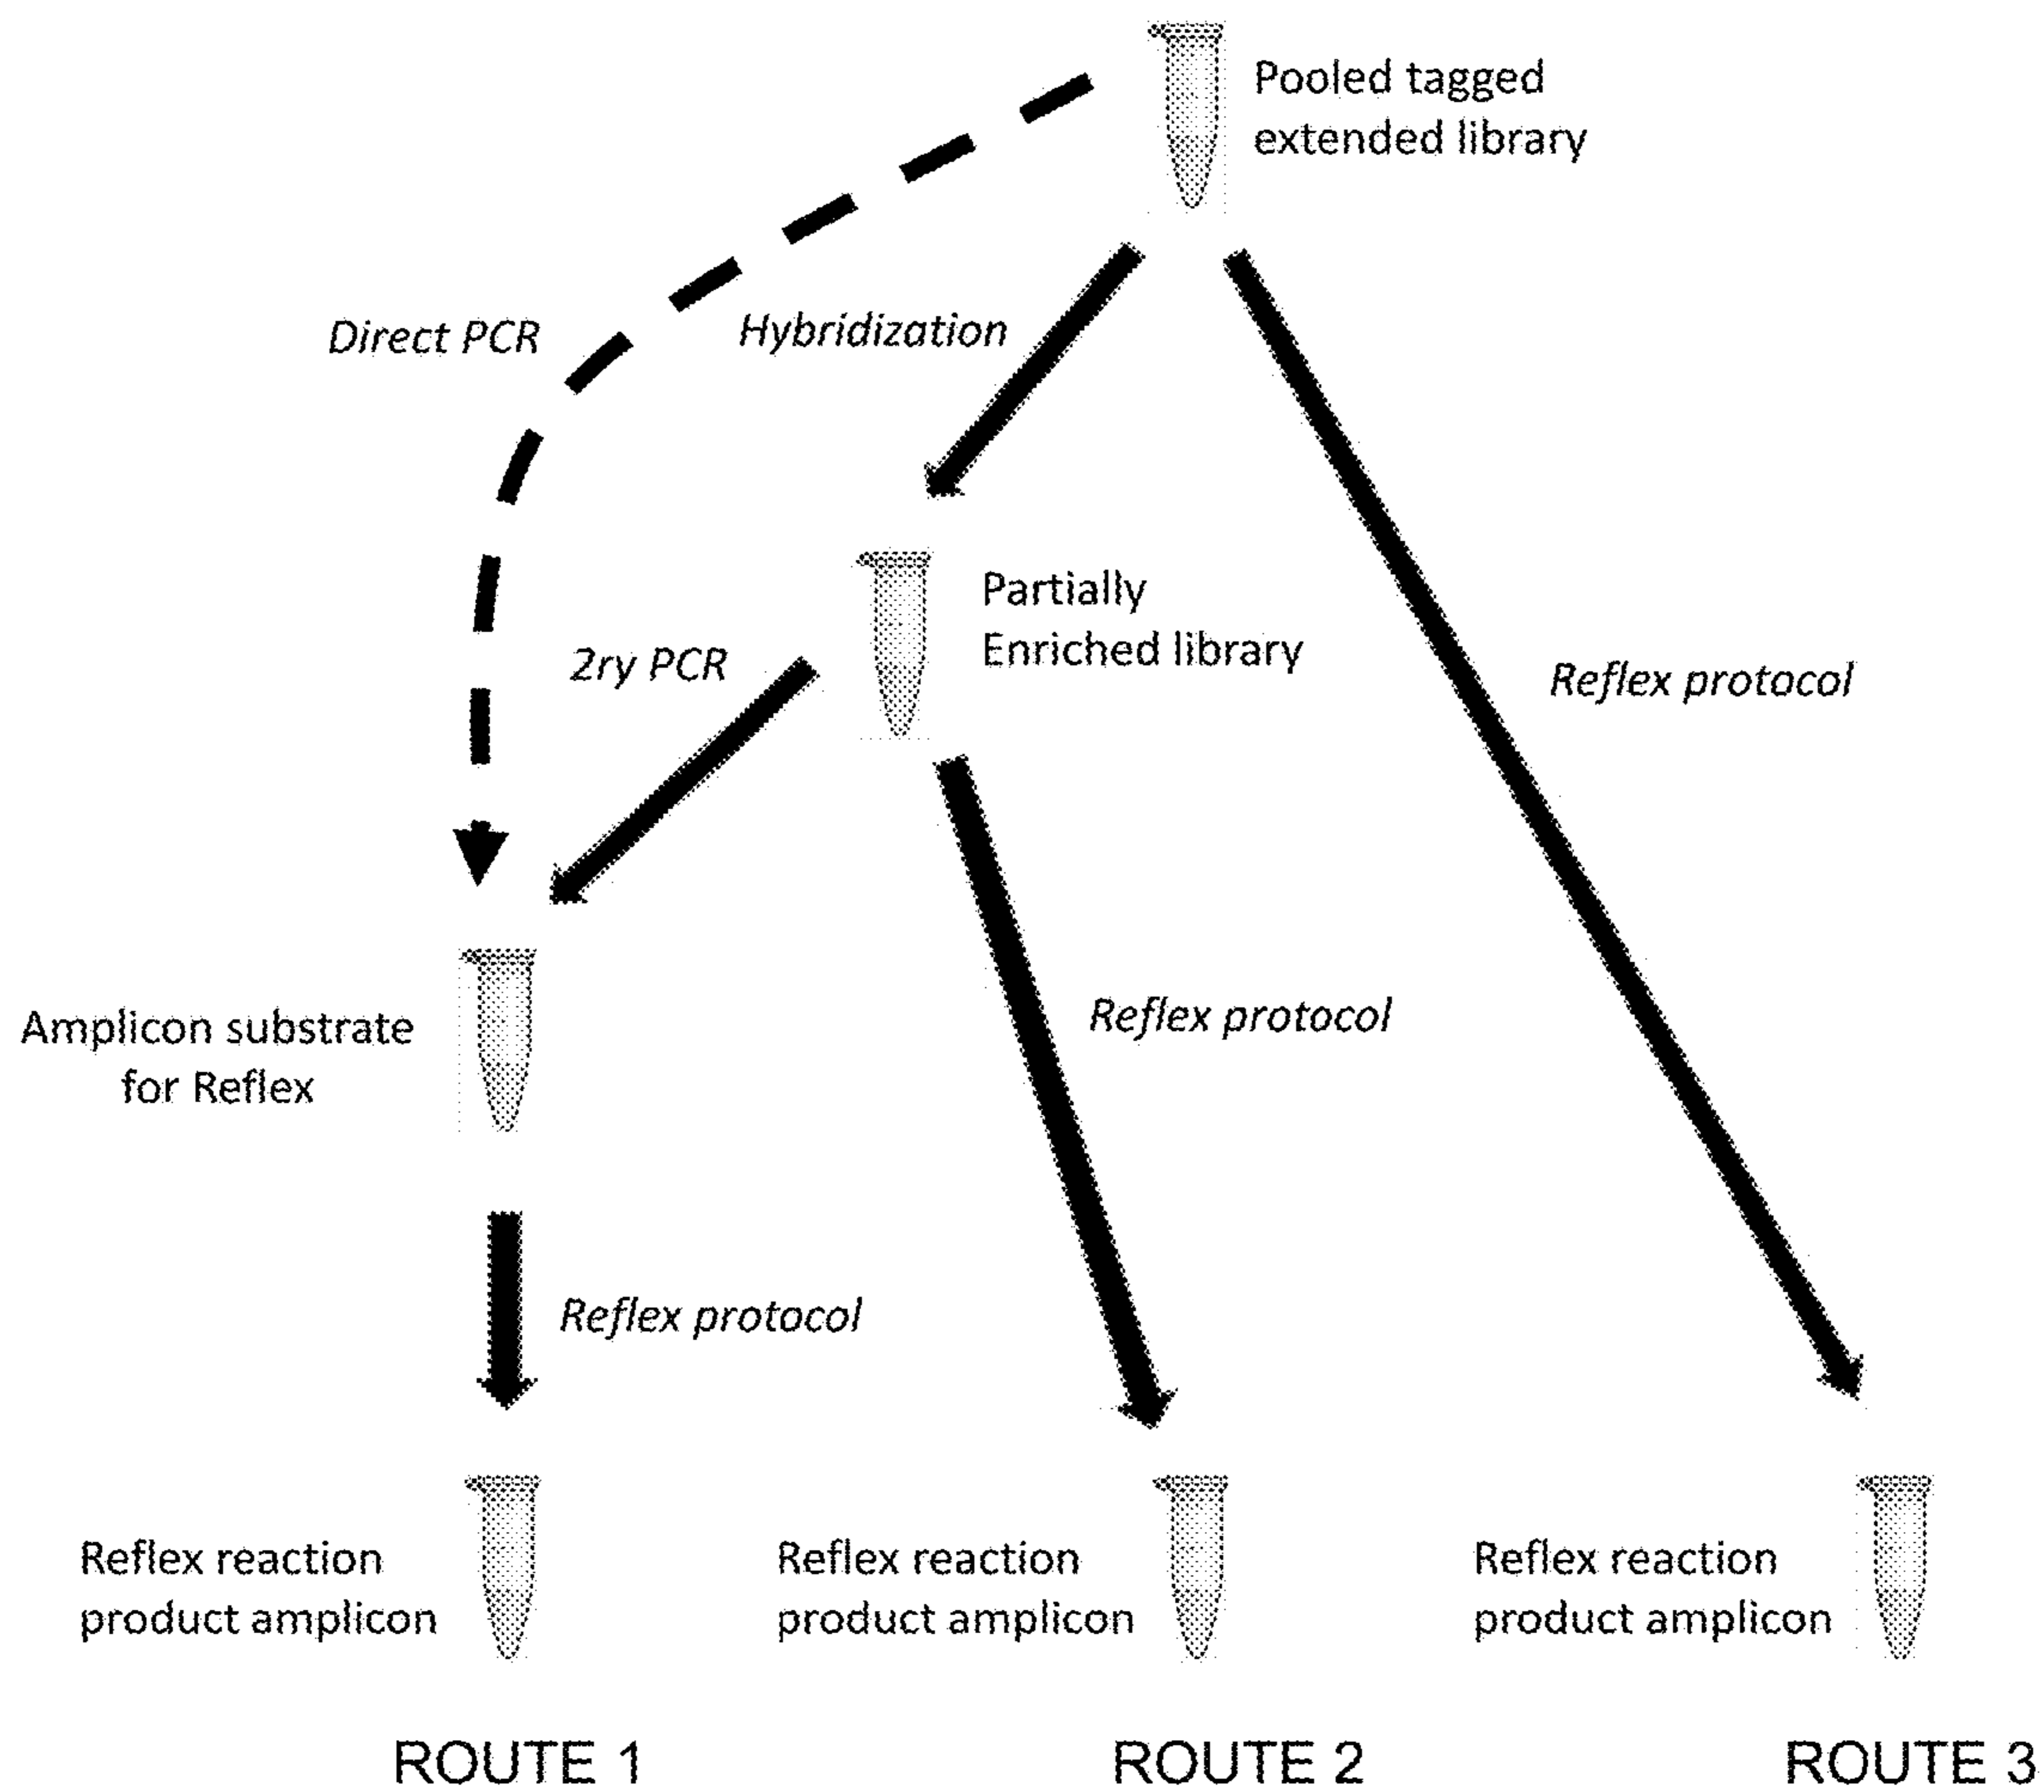 Pooled tagged
extended library
Direct PCR
Hybridization
Partially
Enriched library
2ry PCR
Reflex protocol
Amplicon substrate
for Reflex
Reflex protocol
Reflex protocol
Reflex reaction
product amplicon
Reflex reaction
product amplicon
Reflex reaction
product amplicon
ROUTE 1
ROUTE 2
ROUTE 3